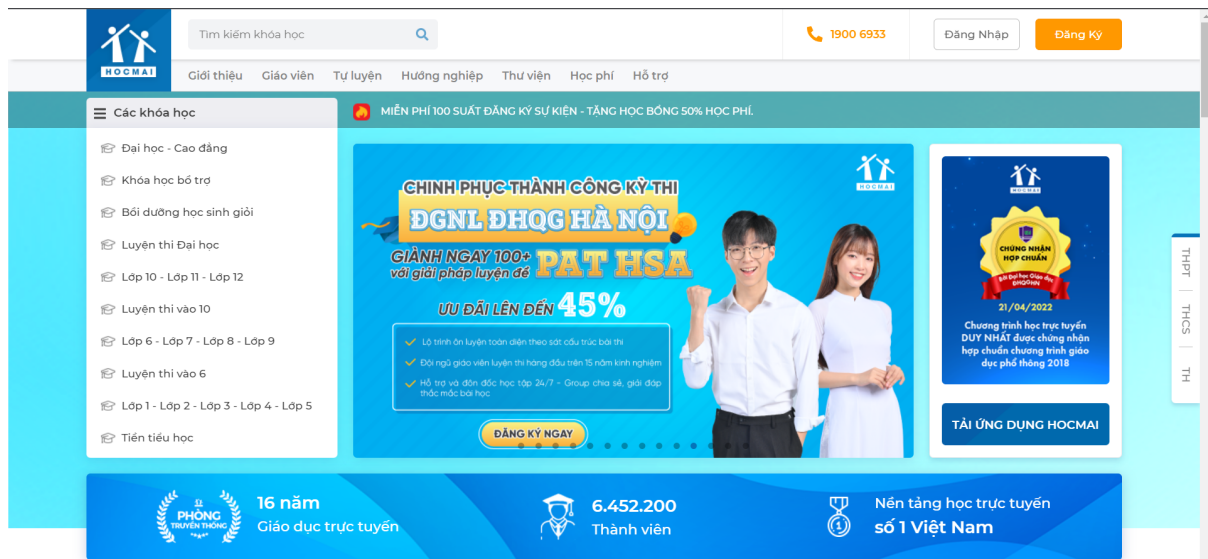 HOCMAI
Tìm kiếm khóa học
1900 6933
Đăng Nhập
Đăng Ký
Giới thiệu Giáo viên Tự luyện Hướng nghiệp Thư viện Học phí Hỗ trợ
Các khóa học
MIỄN PHÍ 100 SUẤT ĐĂNG KÝ SỰ KIỆN - TẶNG HỌC BỔNG 50% HỌC PHÍ.
Đại học - Cao đẳng
Khóa học bổ trợ
Bồi dưỡng học sinh giỏi
Luyện thi Đại học
Lớp 10 - Lớp 11 - Lớp 12
Luyện thi vào 10
Lớp 6 - Lớp 7 - Lớp 8 - Lớp 9
Luyện thi vào 6
Lớp 1 - Lớp 2 - Lớp 3 - Lớp 4 - Lớp 5
Tiền tiểu học
HOCMAI
CHINH PHỤC THÀNH CÔNG KỲ THI
ĐGNL ĐHQG HÀ NỘI
GIÀNH NGAY 100+
với giải pháp luyện đề PAT HSA
ƯU ĐÃI LÊN ĐẾN 45%
Lộ trình ôn luyện toàn diện theo sát cấu trúc bài thi
Đội ngũ giáo viên luyện thi hàng đầu trên 15 năm kinh nghiệm
Hỗ trợ và đôn đốc học tập 24/7 - Group chia sẻ, giải đáp
thắc mắc bài học
ĐĂNG KÝ NGAY
HOCMAI
CHỨNG NHẬN
HỢP CHUẨN
Bởi Đại học Giáo dục
ĐHQGHN
21/04/2022
Chương trình học trực tuyến
DUY NHẤT được chứng nhận
hợp chuẩn chương trình giáo
dục phổ thông 2018
TẢI ỨNG DỤNG HOCMAI
THPT
THCS
TH
PHÒNG
TRUYỀN THỐNG
16 năm
Giáo dục trực tuyến
6.452.200
Thành viên
Nền tảng học trực tuyến
số 1 Việt Nam